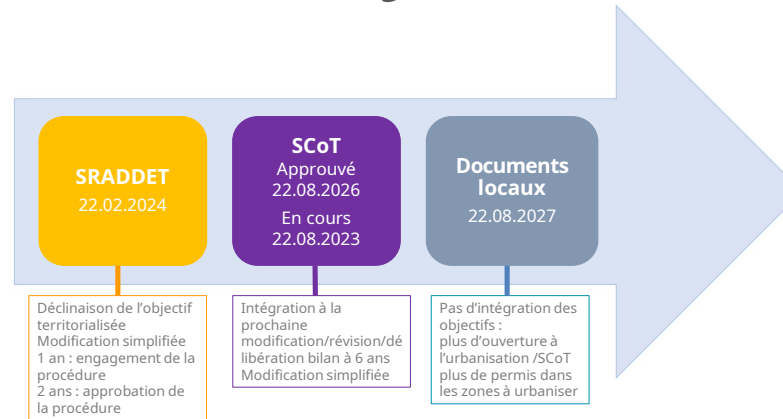 SRADDET
22.02.2024
SCoT
Approuvé
22.08.2026
En cours
22.08.2023
Documents
locaux
22.08.2027
Déclinaison de l'objectif
territorialisée
Modification simplifiée
1 an : engagement de la
procédure
2 ans : approbation de
la procédure
Intégration à la
prochaine
modification/révision/dé
libération bilan à 6 ans
Modification simplifiée
Pas d'intégration des
objectifs :
plus d'ouverture à
l'urbanisation /SCoT
plus de permis dans
les zones à urbaniser